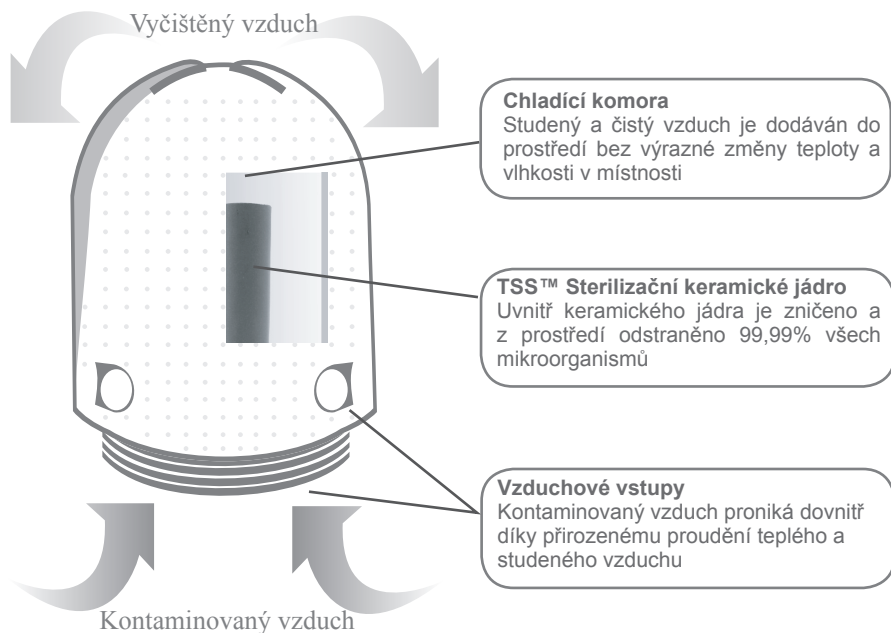 Vyčištěný vzduch
Chladící komora
Studený a čistý vzduch je dodáván do
prostředí bez výrazné změny teploty a
vlhkosti v místnosti
TSS™ Sterilizační keramické jádro
Uvnitř keramického jádra je zničeno a
z prostředí odstraněno 99,99% všech
mikroorganismů
Vzduchové vstupy
Kontaminovaný vzduch proniká dovnitř
díky přirozenému proudění teplého a
studeného vzduchu
Kontaminovaný vzduch